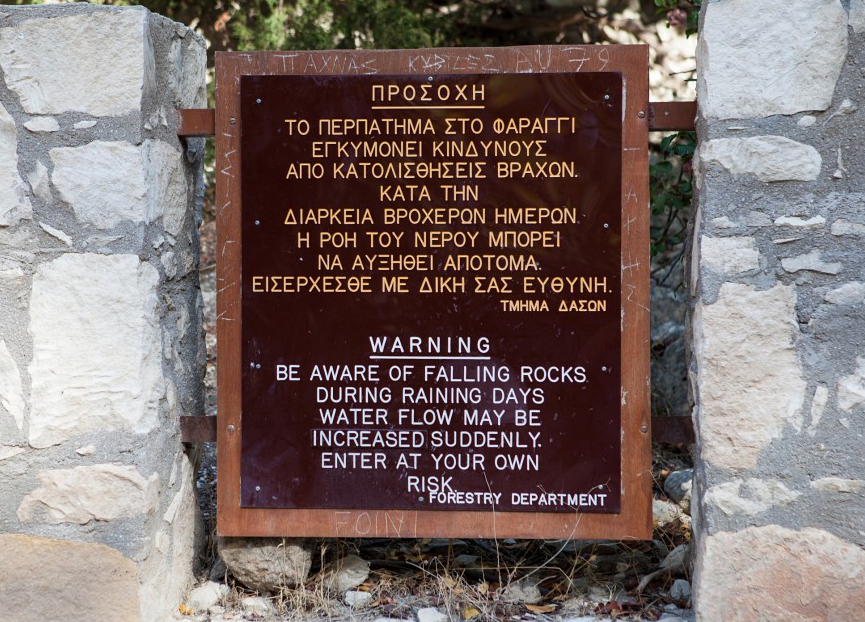 ΠΑΧΝΑΣ
ΠΡΟΣΟΧΗ
ΤΟ ΠΕΡΠΑΤΗΜΑ ΣΤΟ ΦΑΡΑΓΓΙ
ΕΓΚΥΜΟΝΕΙ ΚΙΝΔΥΝΟΥΣ
ΑΠΟ ΚΑΤΟΛΙΣΘΗΣΕΙΣ ΒΡΑΧΩΝ.
ΚΑΤΑ ΤΗΝ
ΔΙΑΡΚΕΙΑ ΒΡΟΧΕΡΩΝ ΗΜΕΡΩΝ
Η ΡΟΗ ΤΟΥ ΝΕΡΟΥ ΜΠΟΡΕΙ
ΝΑ ΑΥΞΗΘΕΙ ΑΠΟΤΟΜΑ.
ΕΙΣΕΡΧΕΣΘΕ ΜΕ ΔΙΚΗ ΣΑΣ ΕΥΘΥΝΗ.
ΤΜΗΜΑ ΔΑΣΩΝ
WARNING
BE AWARE OF FALLING ROCKS
DURING RAINING DAYS
WATER FLOW MAY BE
INCREASED SUDDENLY.
ENTER AT YOUR OWN
RISK
FORESTRY DEPARTMENT